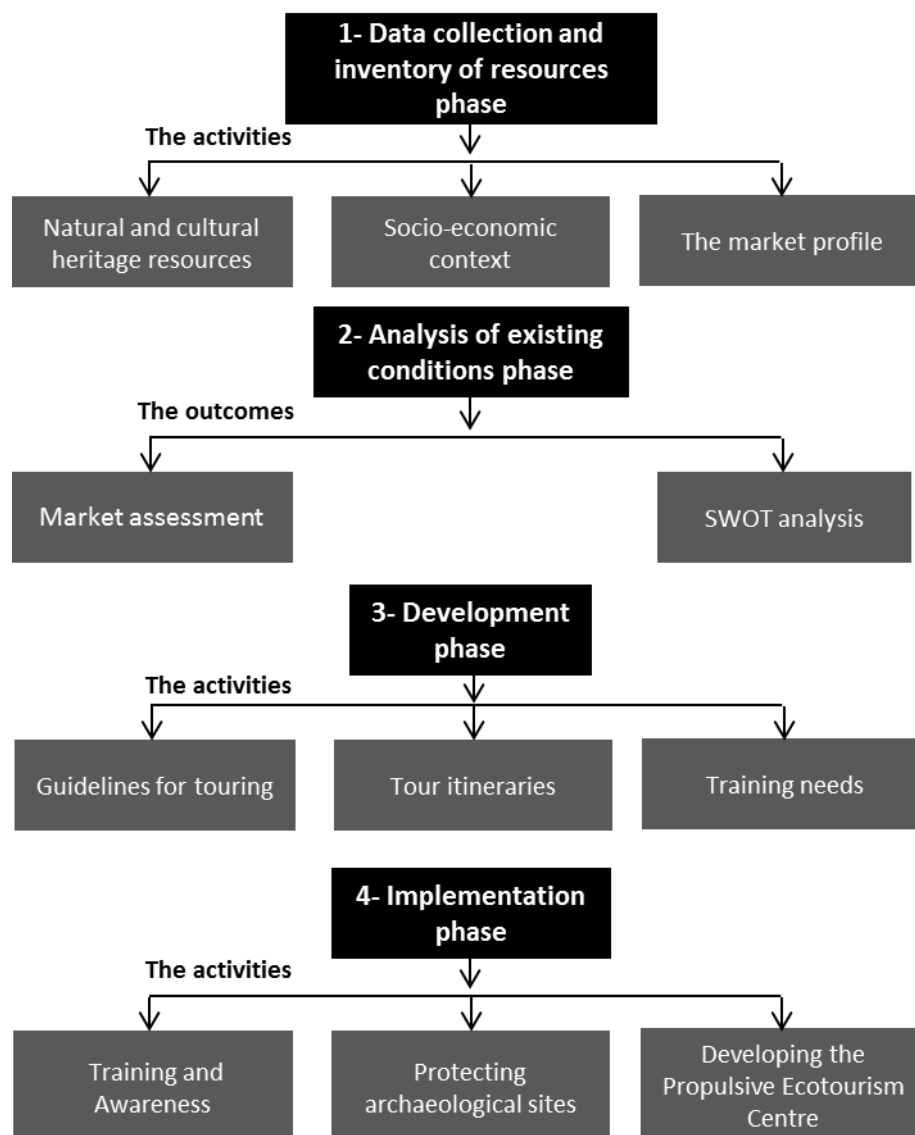 1- Data collection and
inventory of resources
phase
The activities
Natural and cultural
heritage resources
Socio-economic
context
The market profile
2- Analysis of existing
conditions phase
The outcomes
Market assessment
SWOT analysis
3- Development
phase
The activities
Guidelines for touring
Tour itineraries
Training needs
4- Implementation
phase
The activities
Training and
Awareness
Protecting
archaeological sites
Developing the
Propulsive Ecotourism
Centre